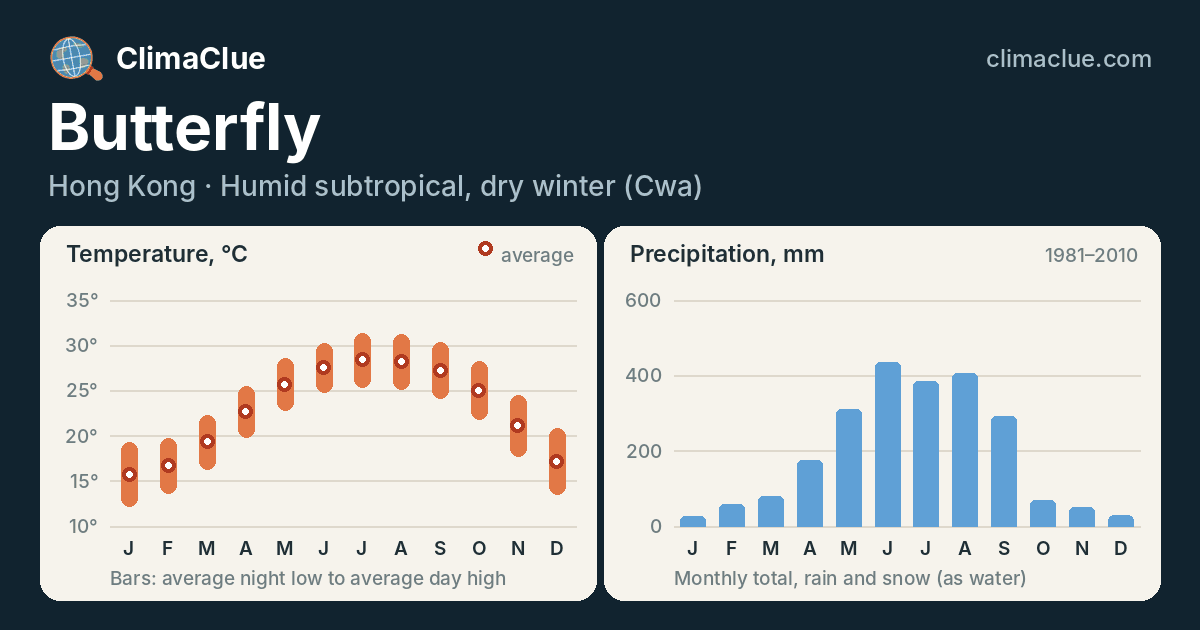 ClimaClue
climaclue.com
Butterfly
Hong Kong · Humid subtropical, dry winter (Cwa)
Temperature, °C
average
35°
30°
25°
20°
15°
10°
J F M A M J J A S O N D
Bars: average night low to average day high
Precipitation, mm
1981–2010
600
400
200
0
J F M A M J J A S O N D
Monthly total, rain and snow (as water)